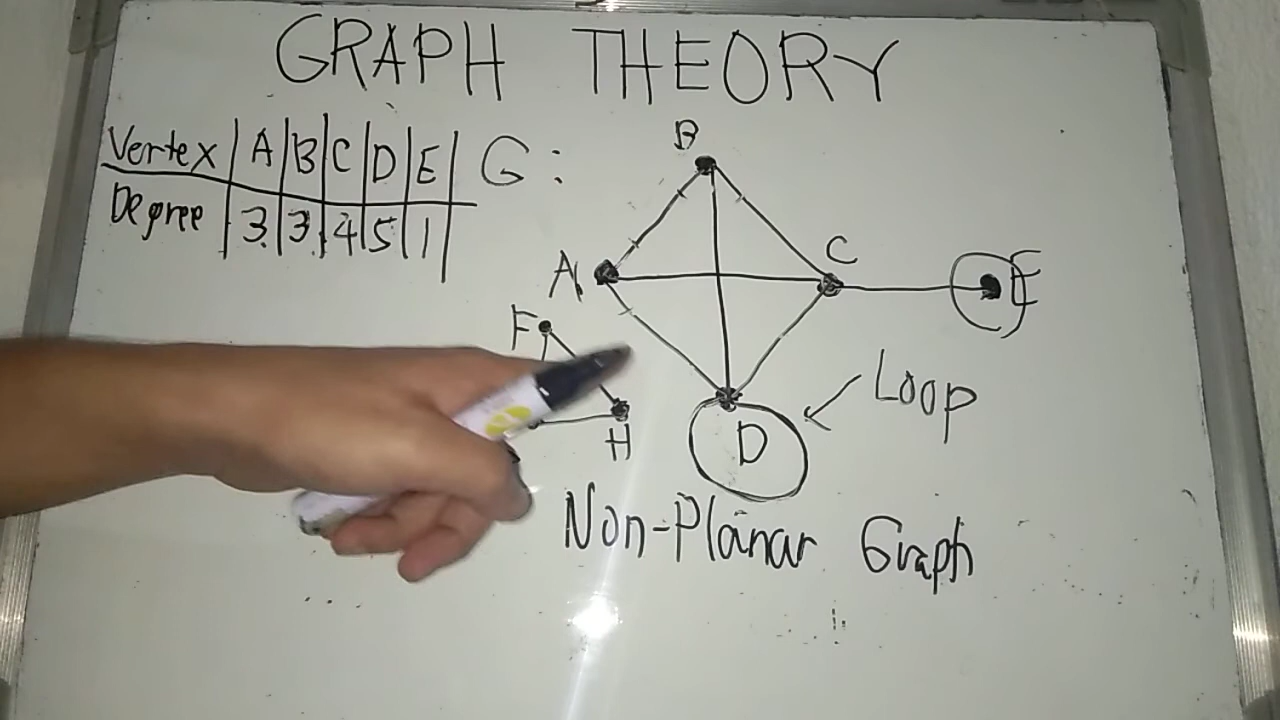 GRAPH THEORY
Vertex A B C D E
Degree 3 3 4 5 1
G:
B
A
C
E
F
H
D
Loop
Non-Planar Graph